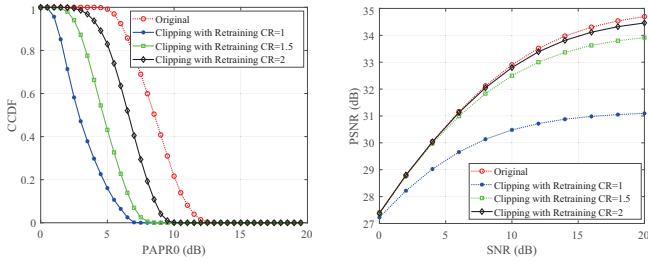 1
0.8
0.6
0.4
0.2
0
0 5 10 15 20
CCDF
PAPR0 (dB)
Original
Clipping with Retraining CR=1
Clipping with Retraining CR=1.5
Clipping with Retraining CR=2
35
34
33
32
31
30
29
28
27
0 5 10 15 20
PSNR (dB)
SNR (dB)
Original
Clipping with Retraining CR=1
Clipping with Retraining CR=1.5
Clipping with Retraining CR=2